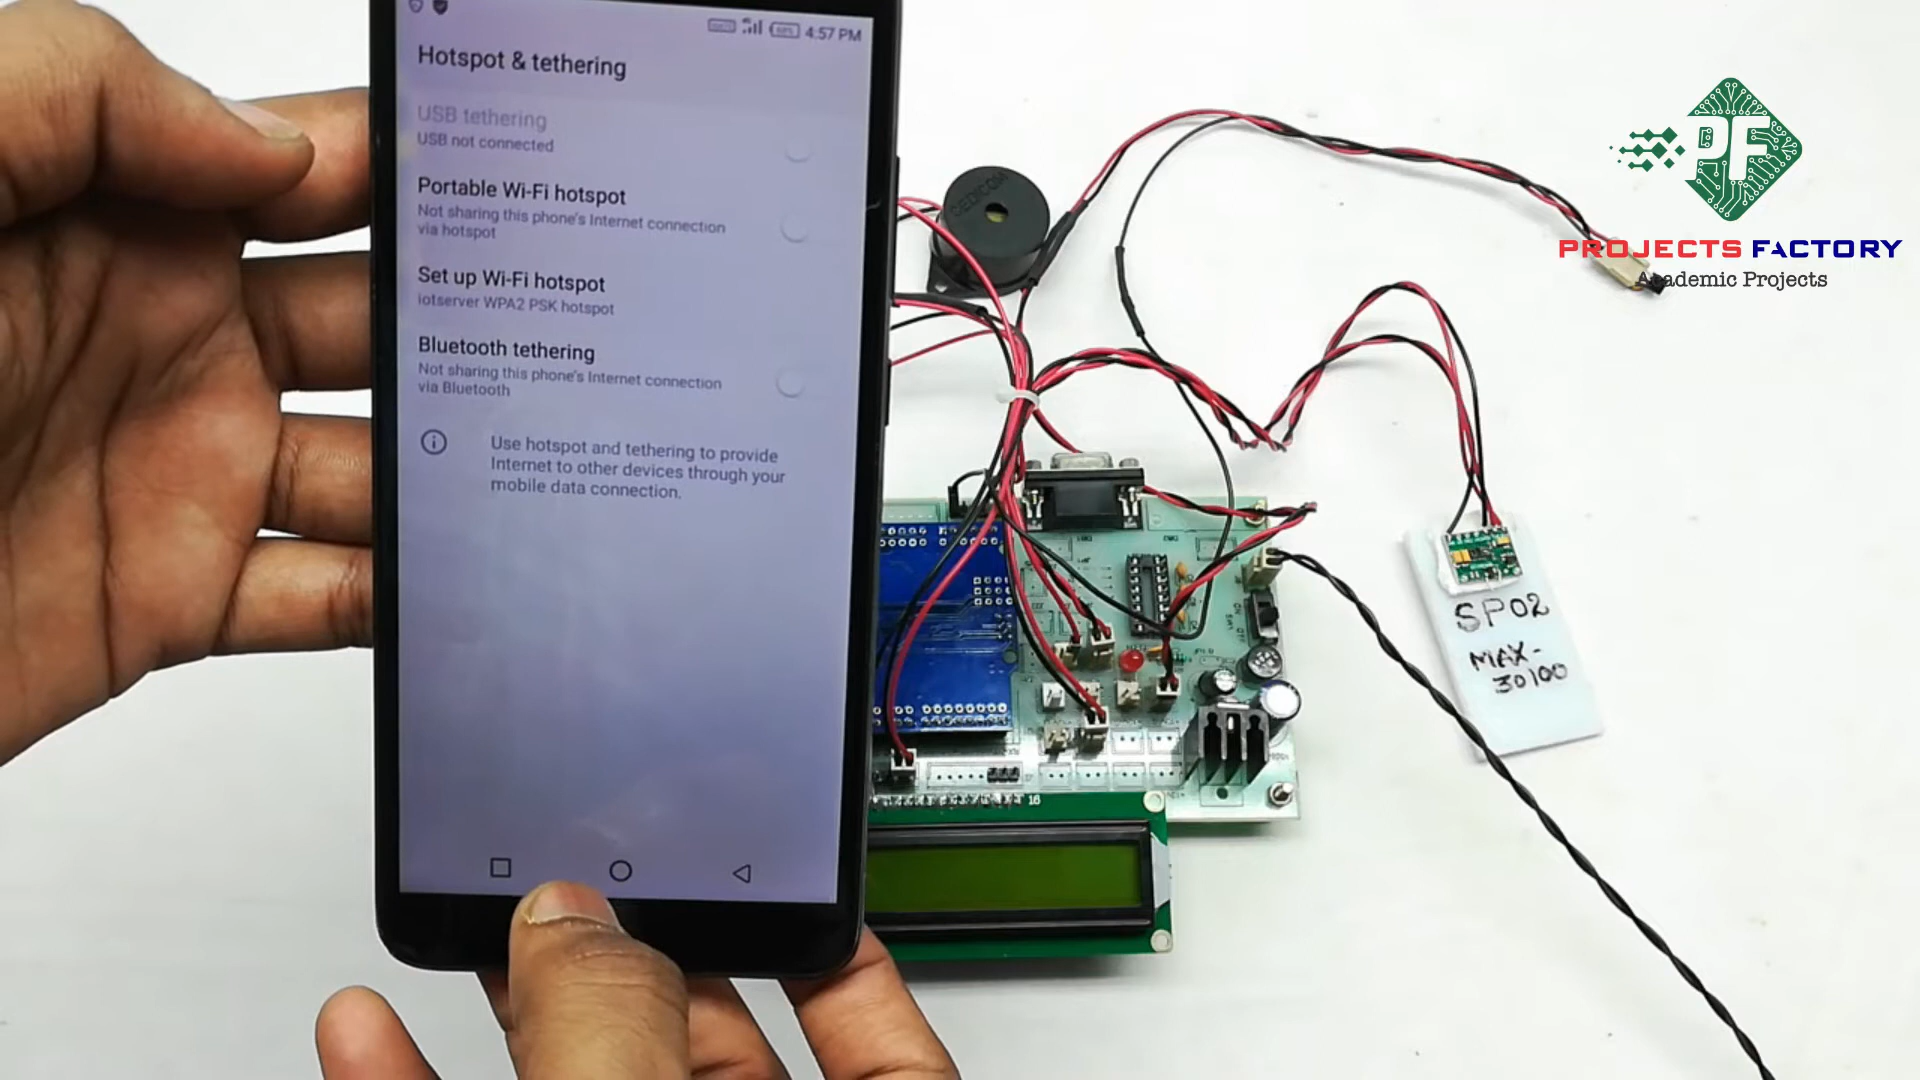 4:57 PM
Hotspot & tethering
USB tethering
USB not connected
Portable Wi-Fi hotspot
Not sharing this phone's Internet connection
via hotspot
Set up Wi-Fi hotspot
iotserver WPA2 PSK hotspot
Bluetooth tethering
Not sharing this phone's Internet connection
via Bluetooth
Use hotspot and tethering to provide
Internet to other devices through your
mobile data connection.
PF
PROJECTS FACTORY
Academic Projects
SPO2
MAX-
30100
16